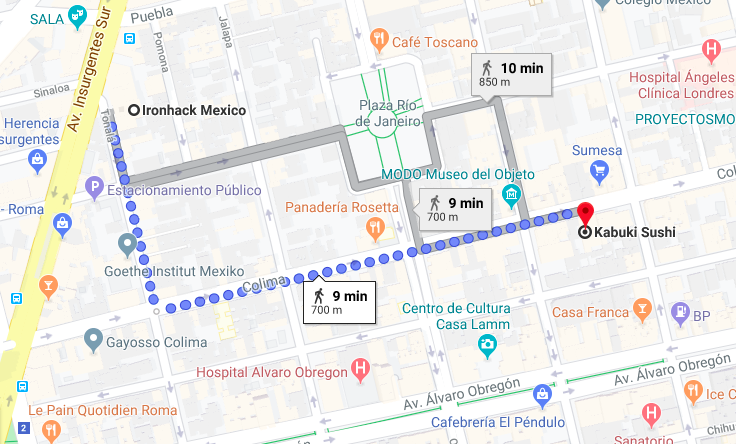 Puebla
Colegio México
SALA
Av. Insurgentes Sur
Pomona
Jalapa
Café Toscano
10 min
850 m
Hospital Ángeles
Clínica Londres
Sinaloa
Ironhack Mexico
Tonalá
Plaza Río
de Janeiro
PROYECTOSMO
Herencia
surgentes
Sumesa
MODO Museo del Objeto
Estacionamiento Público
Col
- Roma
Panadería Rosetta
9 min
700 m
Kabuki Sushi
Goethe Institut Mexiko
Colima
9 min
700 m
Centro de Cultura
Casa Lamm
Casa Franca
BP
Gayosso Colima
Hospital Alvaro Obregon
Av. Álvaro Obregón
Av. Álvaro Obregón
Le Pain Quotidien Roma
Ice C
Cafebrería El Péndulo
2
Chihu
Sanatorio